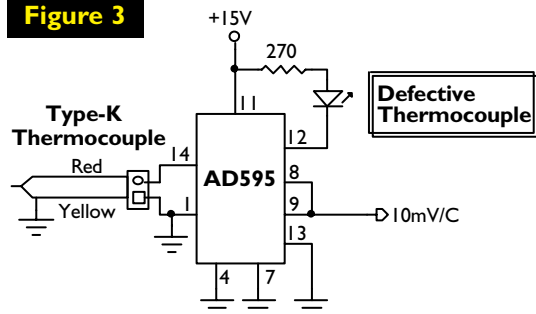 Figure 3
+15V
270
11
Defective
Thermocouple
12
Type-K
Thermocouple
14
Red
AD595
8
Yellow
1
9
10mV/C
13
4
7